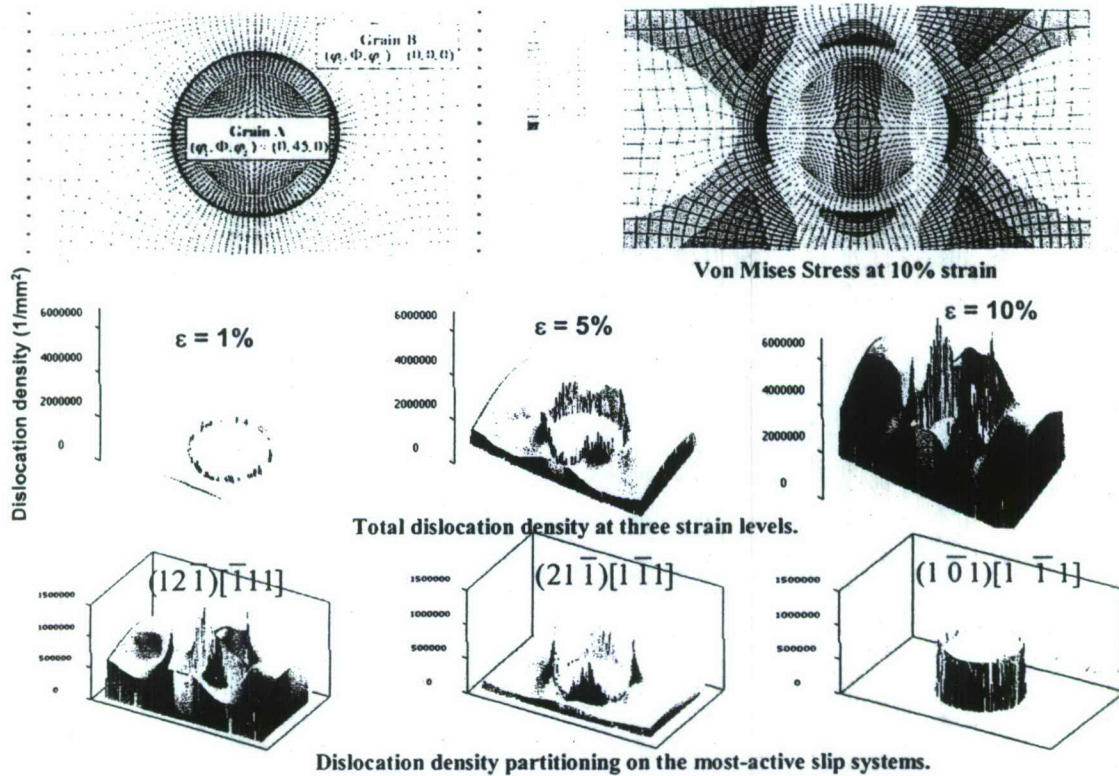 Grain B
(φ₁, Φ, φ₂) (0, 0, 0)
Grain A
(φ₁, Φ, φ₂) ~ (0, 45, 0)
Von Mises Stress at 10% strain
Dislocation density (1/mm²)
6000000
4000000
2000000
0
ε = 1%
6000000
4000000
2000000
0
ε = 5%
6000000
4000000
2000000
0
ε = 10%
Total dislocation density at three strain levels.
1500000
1000000
500000
0
(12 1̅)[1̅11]
1500000
1000000
500000
0
(21 1̅)[1 1̅1]
1500000
1000000
500000
0
(1 0̅ 1)[1 1̅ 1]
Dislocation density partitioning on the most-active slip systems.